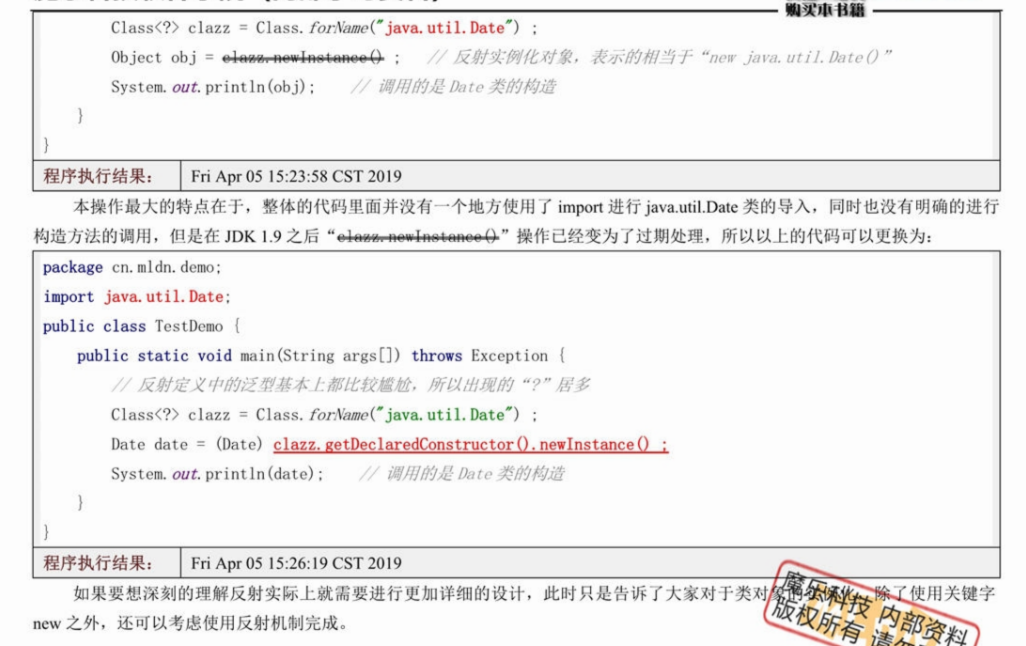 购买本书籍
Class<?> clazz = Class.forName("java.util.Date") ;
Object obj = clazz.newInstance() ; // 反射实例化对象，表示的相当于“new java.util.Date()”
System.out.println(obj); // 调用的是 Date 类的构造
}
}
程序执行结果： Fri Apr 05 15:23:58 CST 2019
本操作最大的特点在于，整体的代码里面并没有一个地方使用了 import 进行 java.util.Date 类的导入，同时也没有明确的进行
构造方法的调用，但是在 JDK 1.9 之后“clazz.newInstance()”操作已经变为了过期处理，所以以上的代码可以更换为：
package cn.mldn.demo;
import java.util.Date;
public class TestDemo {
public static void main(String args[]) throws Exception {
// 反射定义中的泛型基本上都比较尴尬，所以出现的“?”居多
Class<?> clazz = Class.forName("java.util.Date") ;
Date date = (Date) clazz.getDeclaredConstructor().newInstance() ;
System.out.println(date); // 调用的是 Date 类的构造
}
}
程序执行结果： Fri Apr 05 15:26:19 CST 2019
如果要想深刻的理解反射实际上就需要进行更加详细的设计，此时只是告诉了大家对于类对象的 除了使用关键字
new 之外，还可以考虑使用反射机制完成。
魔乐科技 内部资料
版权所有 请